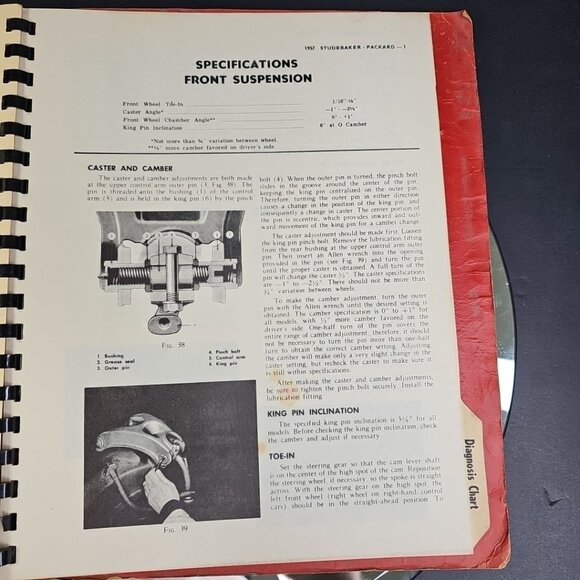 1957 STUDEBAKER - PACKARD—1
SPECIFICATIONS
FRONT SUSPENSION
Front Wheel Toe-In
Caster Angle*
Front Wheel Chamber Angle**
King Pin Inclination
0° - +1°
6° at O Camber
variation between wheel.
more camber favored on driver's side.
CASTER AND CAMBER
The caster and camber adjustments are both made
at the upper control arm outer pin (3, Fig. 38). The
pin is threaded into the bushing (1) of the control
arm (5) and is held in the king pin (6) by the pinch
FIG. 38
1 Bushing
2 Grease seal
3 Outer pin
4 Pinch bolt
5 Control arm
6 King pin
FIG. 39
bolt (4). When the outer pin is turned, the pinch bolt
slides in the groove around the center of the pin,
keeping the king pin centralized on the outer pin.
Therefore, turning the outer pin in either direction
causes a change in the position of the king pin, and
consequently a change in caster. The center portion of
the pin is eccentric, which provides inward and out-
ward movement of the king pin for a camber change.
The caster adjustment should be made first. Loosen
the king pin pinch bolt. Remove the lubrication fitting
from the rear bushing at the upper control arm outer
pin. Then insert an Allen wrench into the opening
provided in the pin (see Fig. 39) and turn the pin
until the proper caster is obtained. A full turn of the
pin will change the caster ½°. The caster specifications
are —1° to —2½°. There should not be more than
variation between wheels.
To make the camber adjustment, turn the outer
pin with the Allen wrench until the desired setting is
obtained. The camber specification is 0° to +1° for
all models, with ½° more camber favored on the
driver's side. One-half turn of the pin covers the
entire range of camber adjustment, therefore, it should
not be necessary to turn the pin more than one-half
turn to obtain the correct camber setting. Adjusting
the camber will make only a very slight change in the
caster setting, but recheck the caster to make sure it
is still within specifications.
After making the caster and camber adjustments,
be sure to tighten the pinch bolt securely. Install the
lubrication fitting
KING PIN INCLINATION
The specified king pin inclination is for all
models. Before checking the king pin inclination, check
the camber and adjust if necessary
TOE-IN
Set the steering gear so that the cam lever shaft
is on the center of the high spot of the cam. Reposition
the steering wheel, if necessary, so the spoke is straight
across. With the steering gear on the high spot, the
left front wheel (right wheel on right-hand control
cars) should be in the straight-ahead position. To
Diagnosis Chart